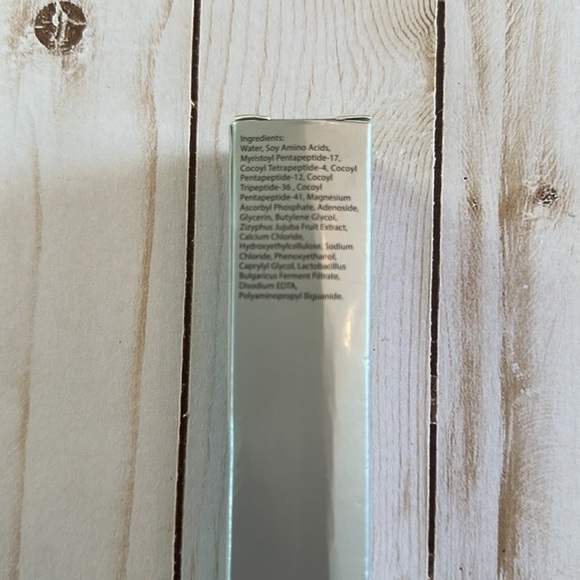 Ingredients:
Water, Soy Amino Acids,
Myristoyl Pentapeptide-17,
Cocoyl Tetrapeptide-4, Cocoyl
Pentapeptide-12, Cocoyl
Tripeptide-36 , Cocoyl
Pentapeptide-41, Magnesium
Ascorbyl Phosphate, Adenoside,
Glycerin, Butylene Glycol,
Zizyphus Jujuba Fruit Extract,
Calcium Chloride,
Hydroxyethylcellulose, Sodium
Chloride, Phenoxyethanol,
Caprylyl Glycol, Lactobacillus
Bulgaricus Ferment Filtrate,
Disodium EDTA,
Polyaminopropyl Biguanide.